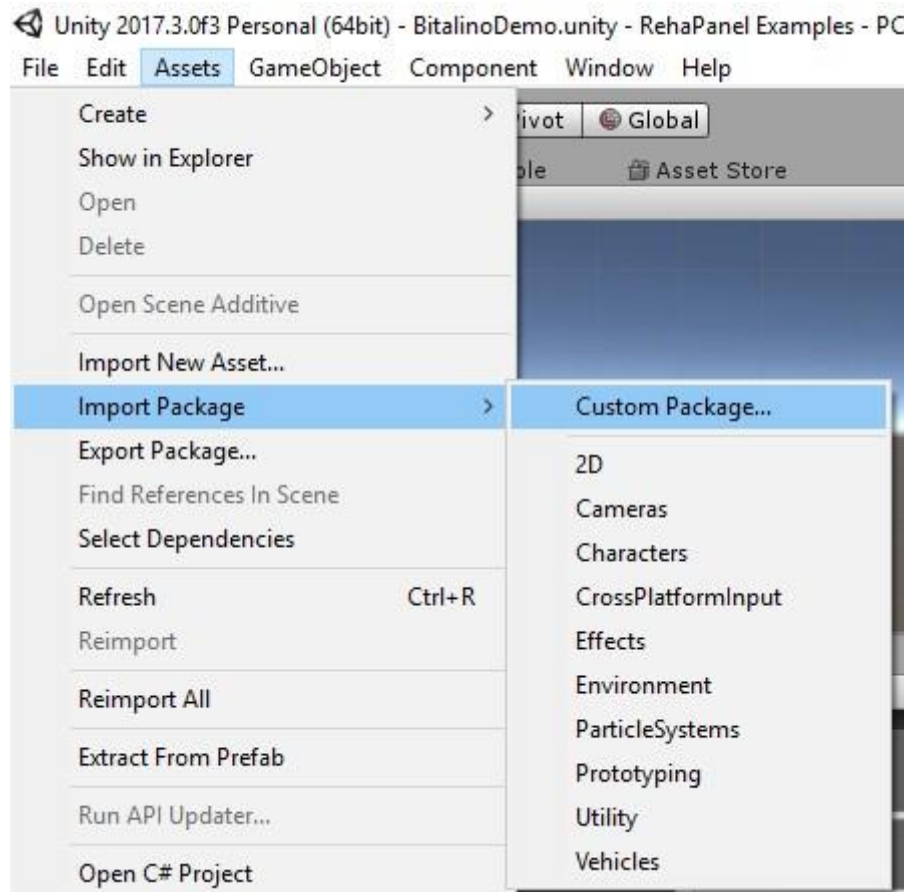 Unity 2017.3.0f3 Personal (64bit) - BitalinoDemo.unity - RehaPanel Examples - PC
File Edit Assets GameObject Component Window Help
Create >
Show in Explorer
Open
Delete
Open Scene Additive
Import New Asset...
Import Package >
Export Package...
Find References In Scene
Select Dependencies
Refresh Ctrl+R
Reimport
Reimport All
Extract From Prefab
Run API Updater...
Open C# Project
ivot Global
ole Asset Store
Custom Package...
2D
Cameras
Characters
CrossPlatformInput
Effects
Environment
ParticleSystems
Prototyping
Utility
Vehicles